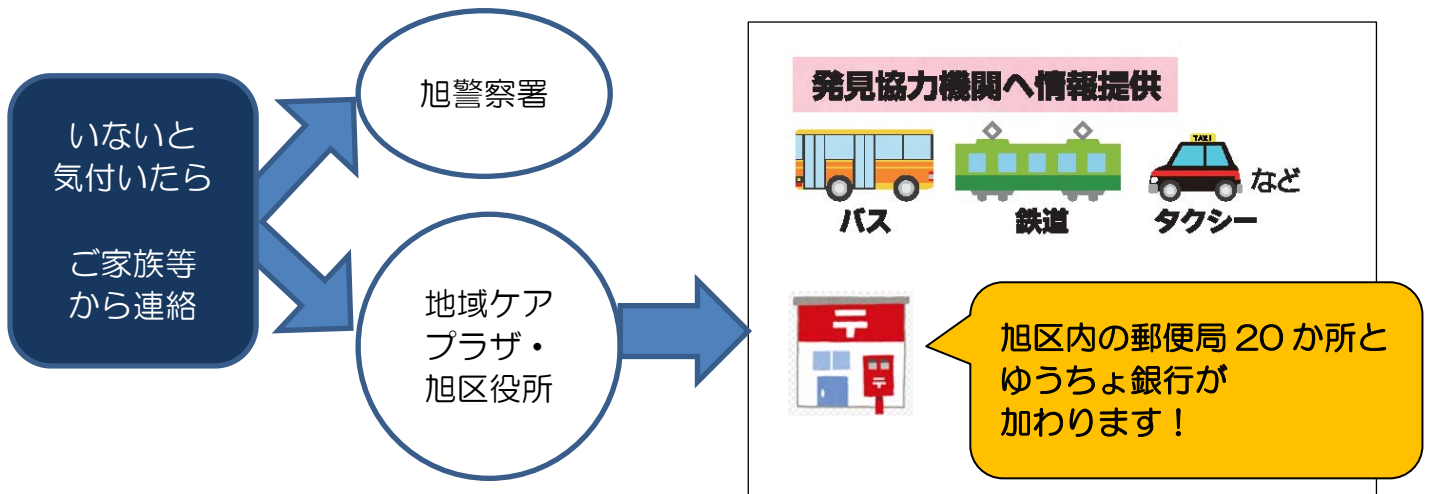 いないと
気付いたら
ご家族等
から連絡
旭警察署
地域ケア
プラザ・
旭区役所
発見協力機関へ情報提供
TAXI
など
バス
鉄道
タクシー
〒
〒
旭区内の郵便局 20 か所と
ゆうちょ銀行が
加わります！